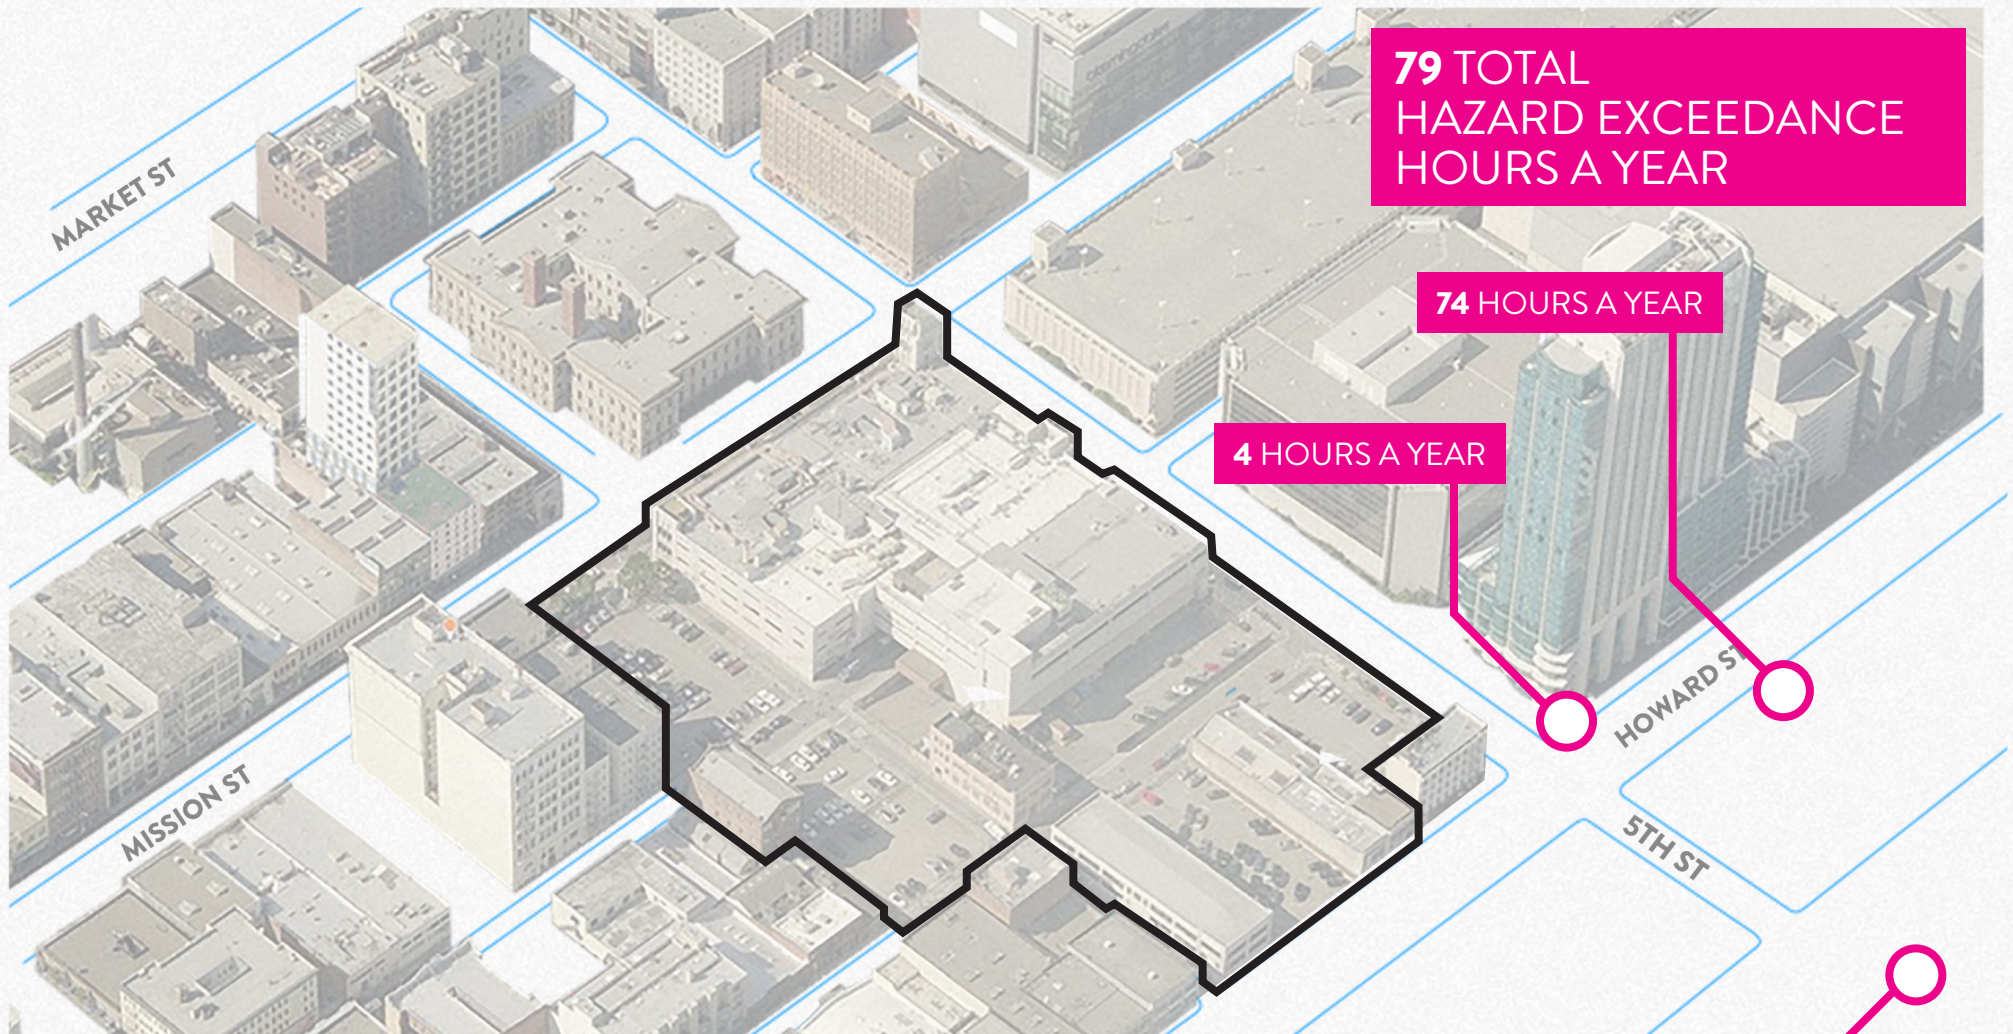 79 TOTAL
HAZARD EXCEEDANCE
HOURS A YEAR
bloomingdale's
MARKET ST
74 HOURS A YEAR
4 HOURS A YEAR
HOWARD ST
MISSION ST
5TH ST